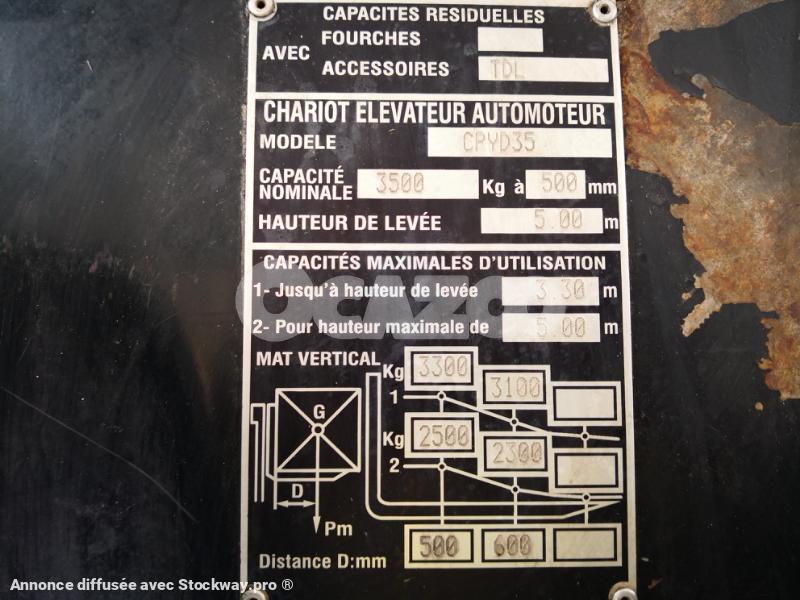 CAPACITES RESIDUELLES
AVEC
FOURCHES
ACCESSOIRES TDL
CHARIOT ELEVATEUR AUTOMOTEUR
MODELE CPYD35
CAPACITÉ NOMINALE 3500 Kg à 500 mm
HAUTEUR DE LEVÉE 5.00 m
CAPACITÉS MAXIMALES D'UTILISATION
1- Jusqu'à hauteur de levée 3.30 m
2- Pour hauteur maximale de 5.00 m
OCAZOO
MAT VERTICAL
Kg 3300 3100
1
G
Kg 2500 2300
2
D
Pm
Distance D:mm 500 600
Annonce diffusée avec Stockway.pro ®